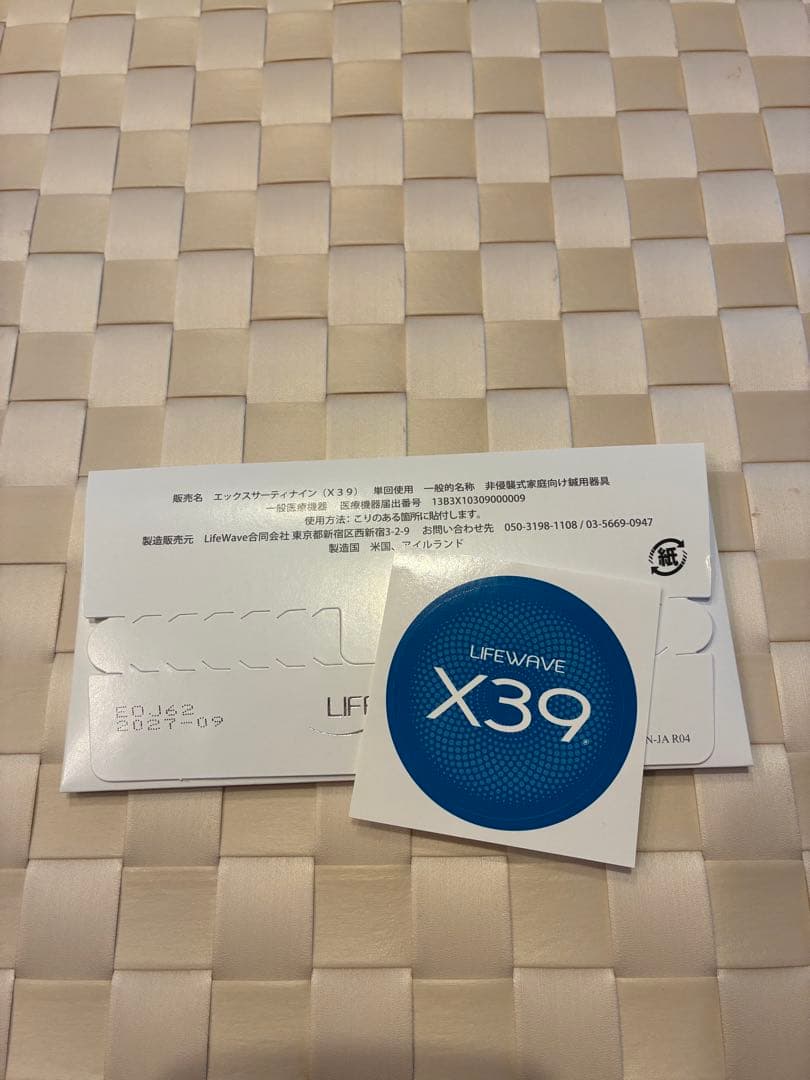 販売名 エックスサーティナイン（X39） 単回使用 一般的名称 非侵襲式家庭向け鍼用器具
一般医療機器 医療機器届出番号 13B3X10309000009
使用方法：こりのある箇所に貼付します。
製造販売元 LifeWave合同会社 東京都新宿区西新宿3-2-9 お問い合わせ先 050-3198-1108 / 03-5669-0947
製造国 米国、アイルランド
紙
LIFEWAVE
X39®
EOJ62
2027-09
LIF
N-JA R04